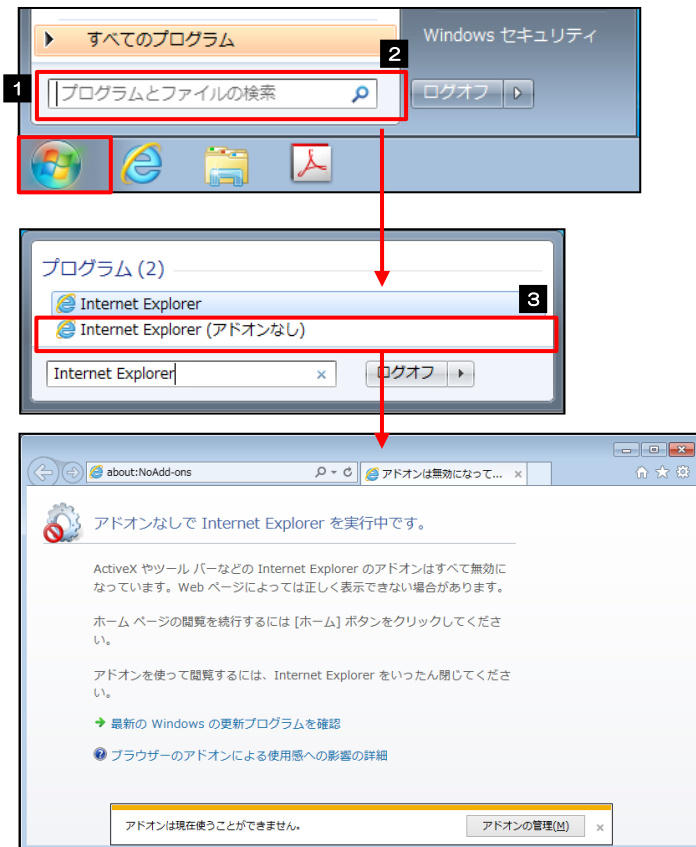 すべてのプログラム
Windows セキュリティ
2
1
プログラムとファイルの検索
ログオフ
プログラム (2)
Internet Explorer
3
Internet Explorer (アドオンなし)
Internet Explorer
ログオフ
about:NoAdd-ons
アドオンは無効になって...
アドオンなしで Internet Explorer を実行中です。
ActiveX やツール バーなどの Internet Explorer のアドオンはすべて無効に
なっています。Web ページによっては正しく表示できない場合があります。
ホーム ページの閲覧を続行するには [ホーム] ボタンをクリックしてくださ
い。
アドオンを使って閲覧するには、Internet Explorer をいったん閉じてくださ
い。
最新の Windows の更新プログラムを確認
ブラウザーのアドオンによる使用感への影響の詳細
アドオンは現在使うことができません。
アドオンの管理(M)